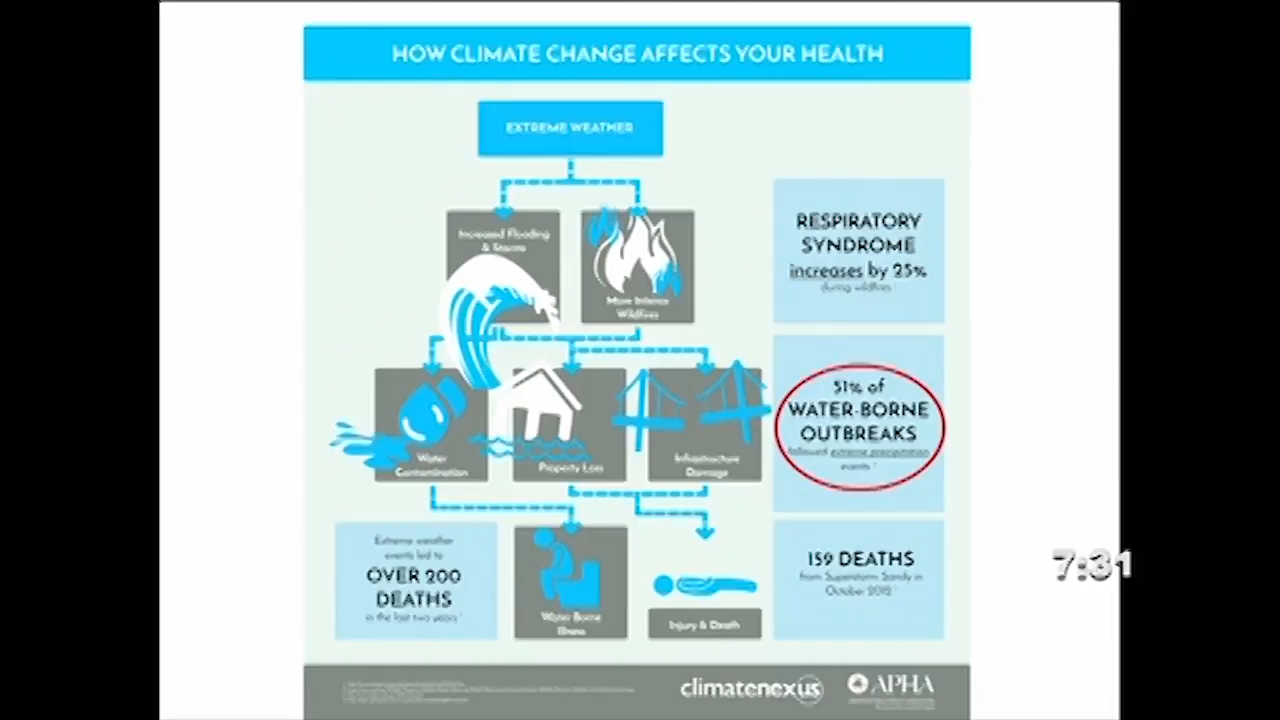 HOW CLIMATE CHANGE AFFECTS YOUR HEALTH
EXTREME WEATHER
Increased Flooding
& Storms
More Intense
Wildfires
RESPIRATORY
SYNDROME
increases by 25%
during wildfires
Water
Contamination
Property Loss
Infrastructure
Damage
51% of
WATER-BORNE
OUTBREAKS
followed extreme precipitation
events
Extreme weather
events led to
OVER 200
DEATHS
in the last two years
Water Borne
Illness
Injury & Death
159 DEATHS
from Superstorm Sandy in
October 2012
7:31
climatenexus
APHA